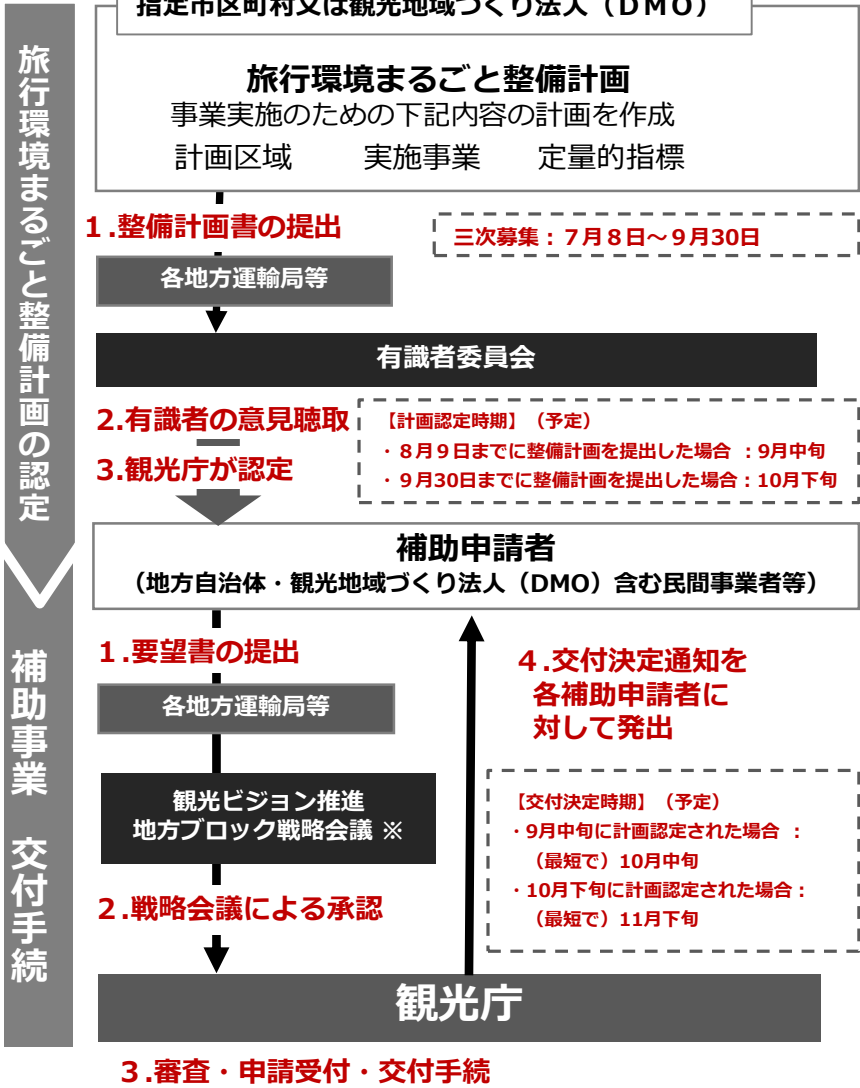 指定市区町村又は観光地域づくり法人（ＤＭＯ）
旅行環境まるごと整備計画の認定
旅行環境まるごと整備計画
事業実施のための下記内容の計画を作成
計画区域　実施事業　定量的指標
１.整備計画書の提出
三次募集：７月８日～９月30日
各地方運輸局等
有識者委員会
2.有識者の意見聴取
3.観光庁が認定
【計画認定時期】（予定）
・８月９日までに整備計画を提出した場合 ：9月中旬
・９月30日までに整備計画を提出した場合：10月下旬
補助申請者
（地方自治体・観光地域づくり法人（DMO）含む民間事業者等）
補助事業　交付手続
１.要望書の提出
各地方運輸局等
観光ビジョン推進
地方ブロック戦略会議 ※
２.戦略会議による承認
４.交付決定通知を
各補助申請者に
対して発出
【交付決定時期】（予定）
・9月中旬に計画認定された場合 ：
（最短で）10月中旬
・10月下旬に計画認定された場合：
（最短で）11月下旬
観光庁
３.審査・申請受付・交付手続